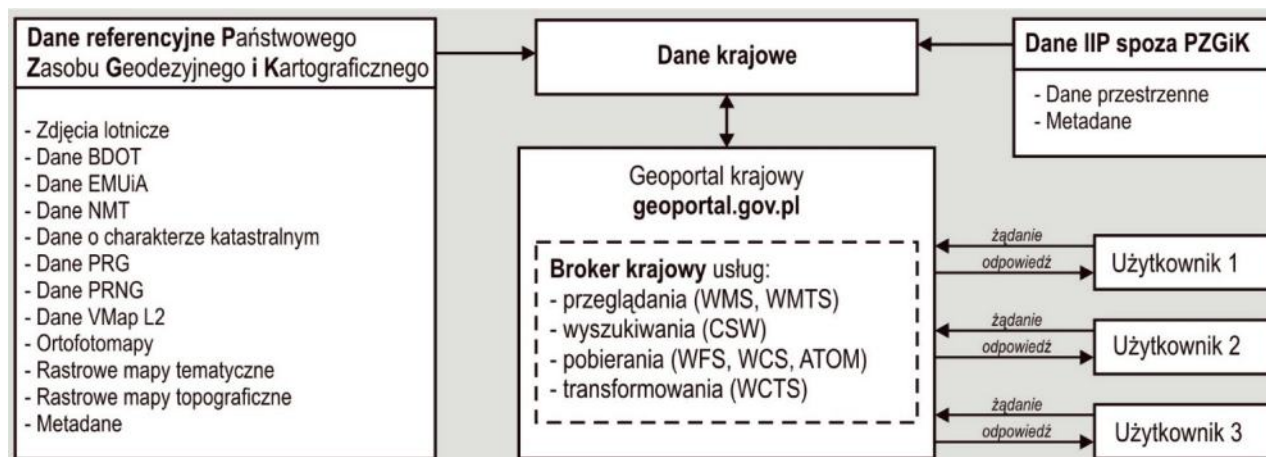 Dane referencyjne Państwowego
Zasobu Geodezyjnego i Kartograficznego
- Zdjęcia lotnicze
- Dane BDOT
- Dane EMUiA
- Dane NMT
- Dane o charakterze katastralnym
- Dane PRG
- Dane PRNG
- Dane VMap L2
- Ortofotomapy
- Rastrowe mapy tematyczne
- Rastrowe mapy topograficzne
- Metadane
Dane krajowe
Dane IIP spoza PZGiK
- Dane przestrzenne
- Metadane
Geoportal krajowy
geoportal.gov.pl
Broker krajowy usług:
- przeglądania (WMS, WMTS)
- wyszukiwania (CSW)
- pobierania (WFS, WCS, ATOM)
- transformowania (WCTS)
żądanie
odpowiedź
Użytkownik 1
żądanie
odpowiedź
Użytkownik 2
żądanie
odpowiedź
Użytkownik 3